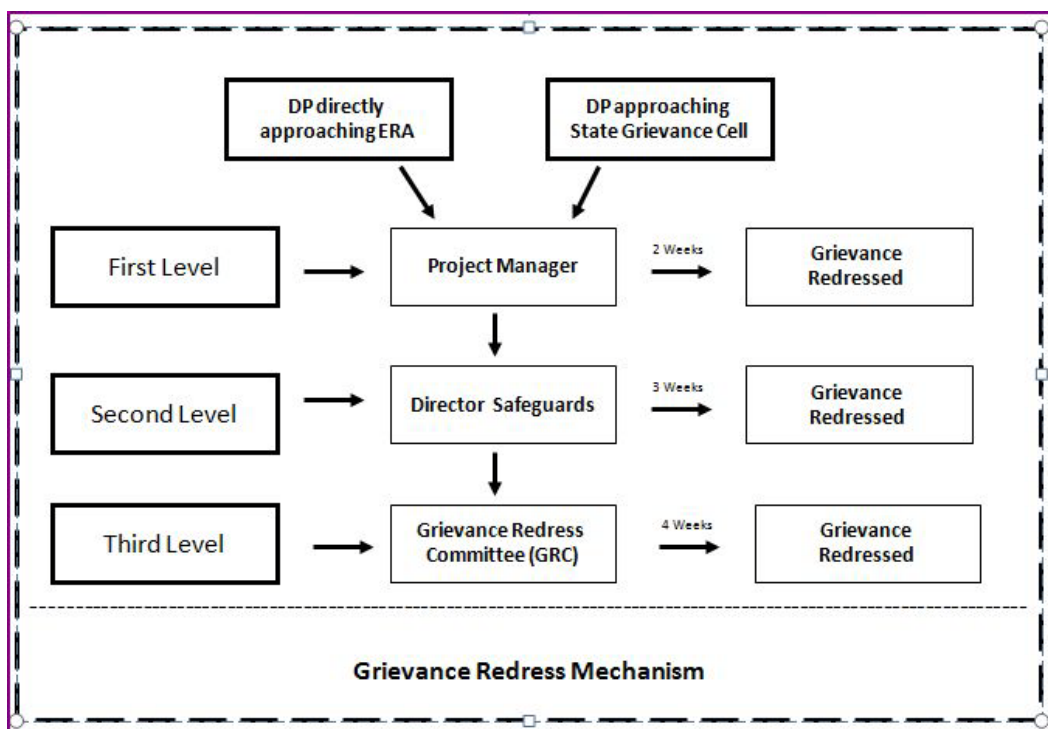 DP directly
approaching ERA
DP approaching
State Grievance Cell
First Level
Project Manager
2 Weeks
Grievance
Redressed
Second Level
Director Safeguards
3 Weeks
Grievance
Redressed
Third Level
Grievance Redress
Committee (GRC)
4 Weeks
Grievance
Redressed
Grievance Redress Mechanism